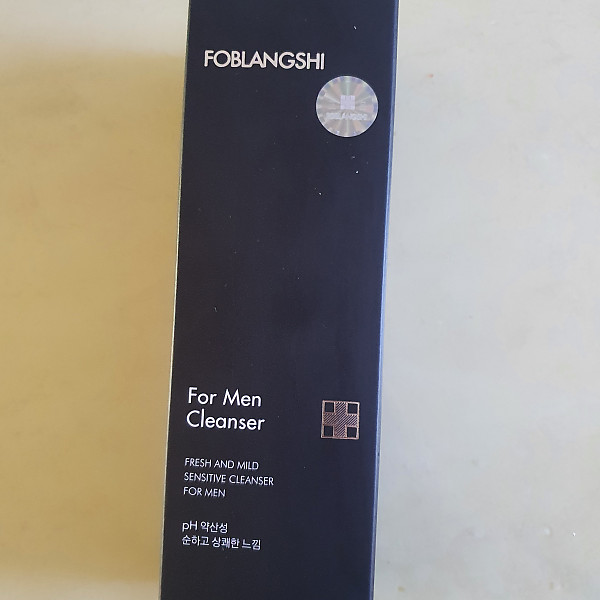 FOBLANGSHI
FOBLANGSHI
For Men
Cleanser
FRESH AND MILD
SENSITIVE CLEANSER
FOR MEN
pH 약산성
순하고 상쾌한 느낌